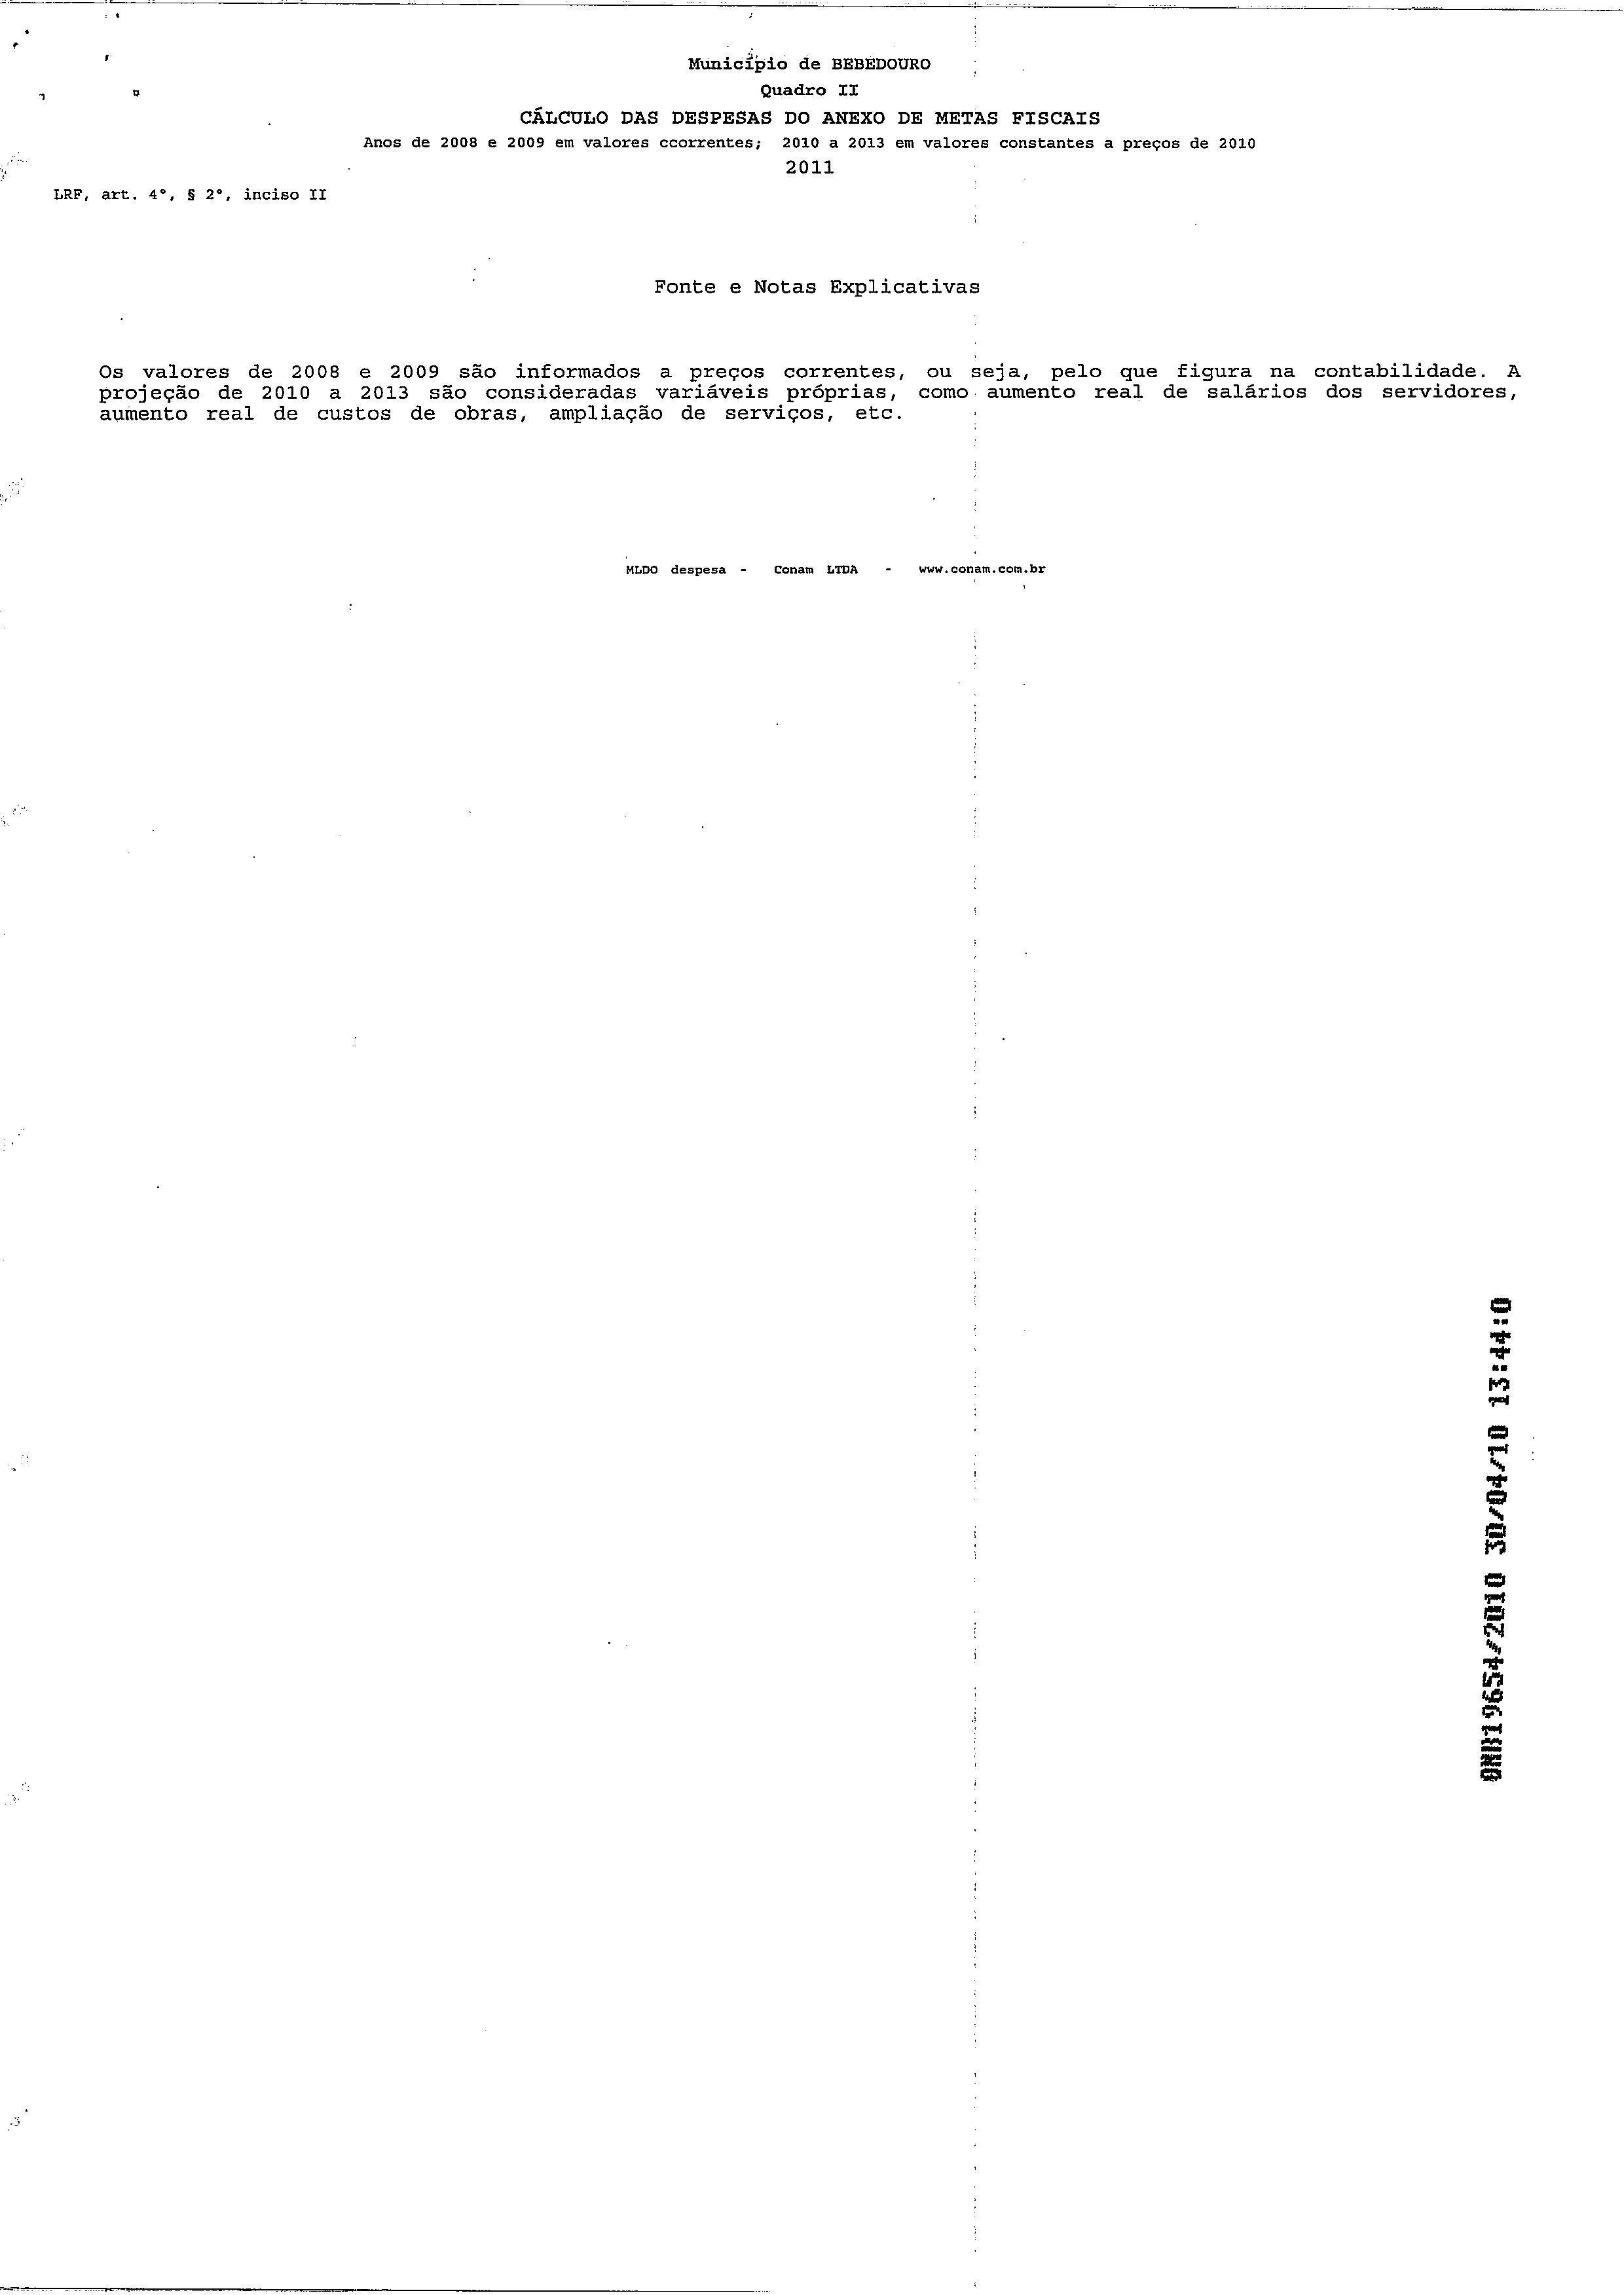 Município de BEBEDOURO
Quadro II
CÁLCULO DAS DESPESAS DO ANEXO DE METAS FISCAIS
Anos de 2008 e 2009 em valores ccorrentes; 2010 a 2013 em valores constantes a preços de 2010
2011
LRF, art. 4°, § 2°, inciso II
Fonte e Notas Explicativas
Os valores de 2008 e 2009 são informados a preços correntes, ou seja, pelo que figura na contabilidade. A
projeção de 2010 a 2013 são consideradas variáveis próprias, como aumento real de salários dos servidores,
aumento real de custos de obras, ampliação de serviços, etc.
MLDO despesa - Conam LTDA - www.conam.com.br
30/04/10 13:44:0